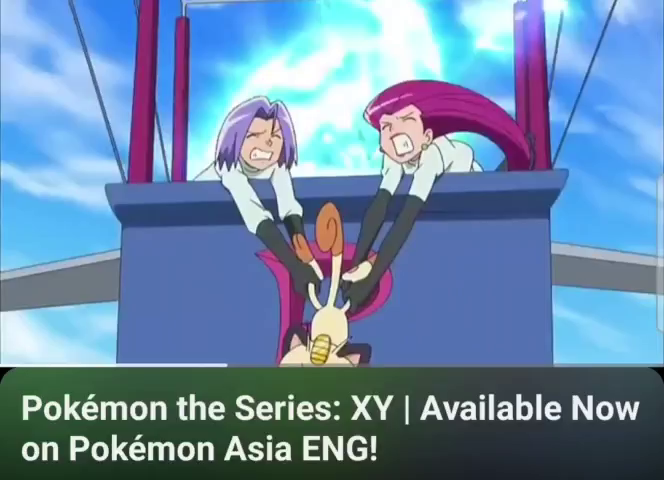 Pokémon the Series: XY | Available Now
on Pokémon Asia ENG!